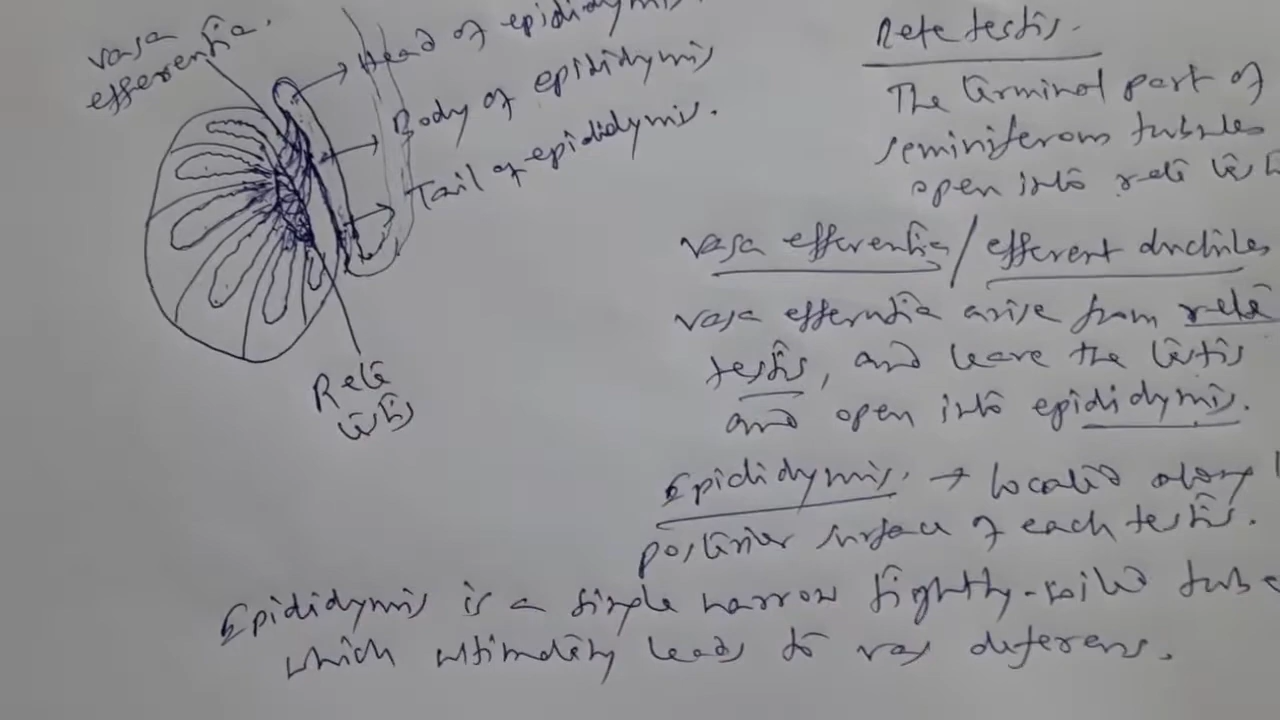 vasa
efferentia.
Head of epididymis.
Body of epididymis
Tail of epididymis.
Rete
testis
Rete testis.
The terminal part of
seminiferous tubules
open into rete
vasa efferentia / efferent ductules
vasa efferentia arise from rete
testis, and leave the testis
and open into epididymis.
Epididymis. → located along
posterior surface of each testis.
Epididymis is a single narrow tightly-coiled tube
which ultimately leads to vas deferens.